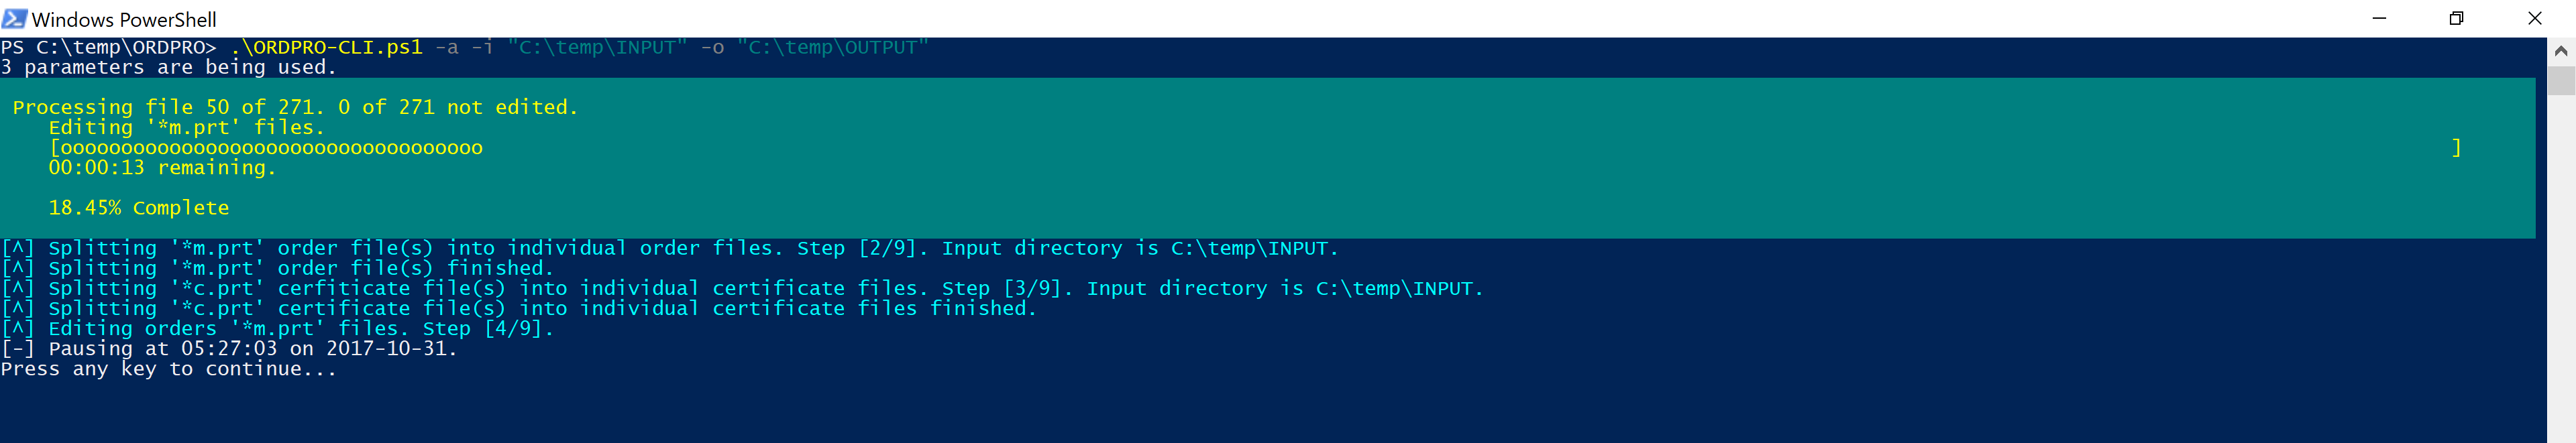 Windows PowerShell
PS C:\temp\ORDPRO> .\ORDPRO-CLI.ps1 -a -i "C:\temp\INPUT" -o "C:\temp\OUTPUT"
3 parameters are being used.
Processing file 50 of 271. 0 of 271 not edited.
Editing '*m.prt' files.
[ooooooooooooooooooooooooooooooooooo ]
00:00:13 remaining.
18.45% Complete
[^] Splitting '*m.prt' order file(s) into individual order files. Step [2/9]. Input directory is C:\temp\INPUT.
[^] Splitting '*m.prt' order file(s) finished.
[^] Splitting '*c.prt' cerfiticate file(s) into individual certificate files. Step [3/9]. Input directory is C:\temp\INPUT.
[^] Splitting '*c.prt' certificate file(s) into individual certificate files finished.
[^] Editing orders '*m.prt' files. Step [4/9].
[-] Pausing at 05:27:03 on 2017-10-31.
Press any key to continue...